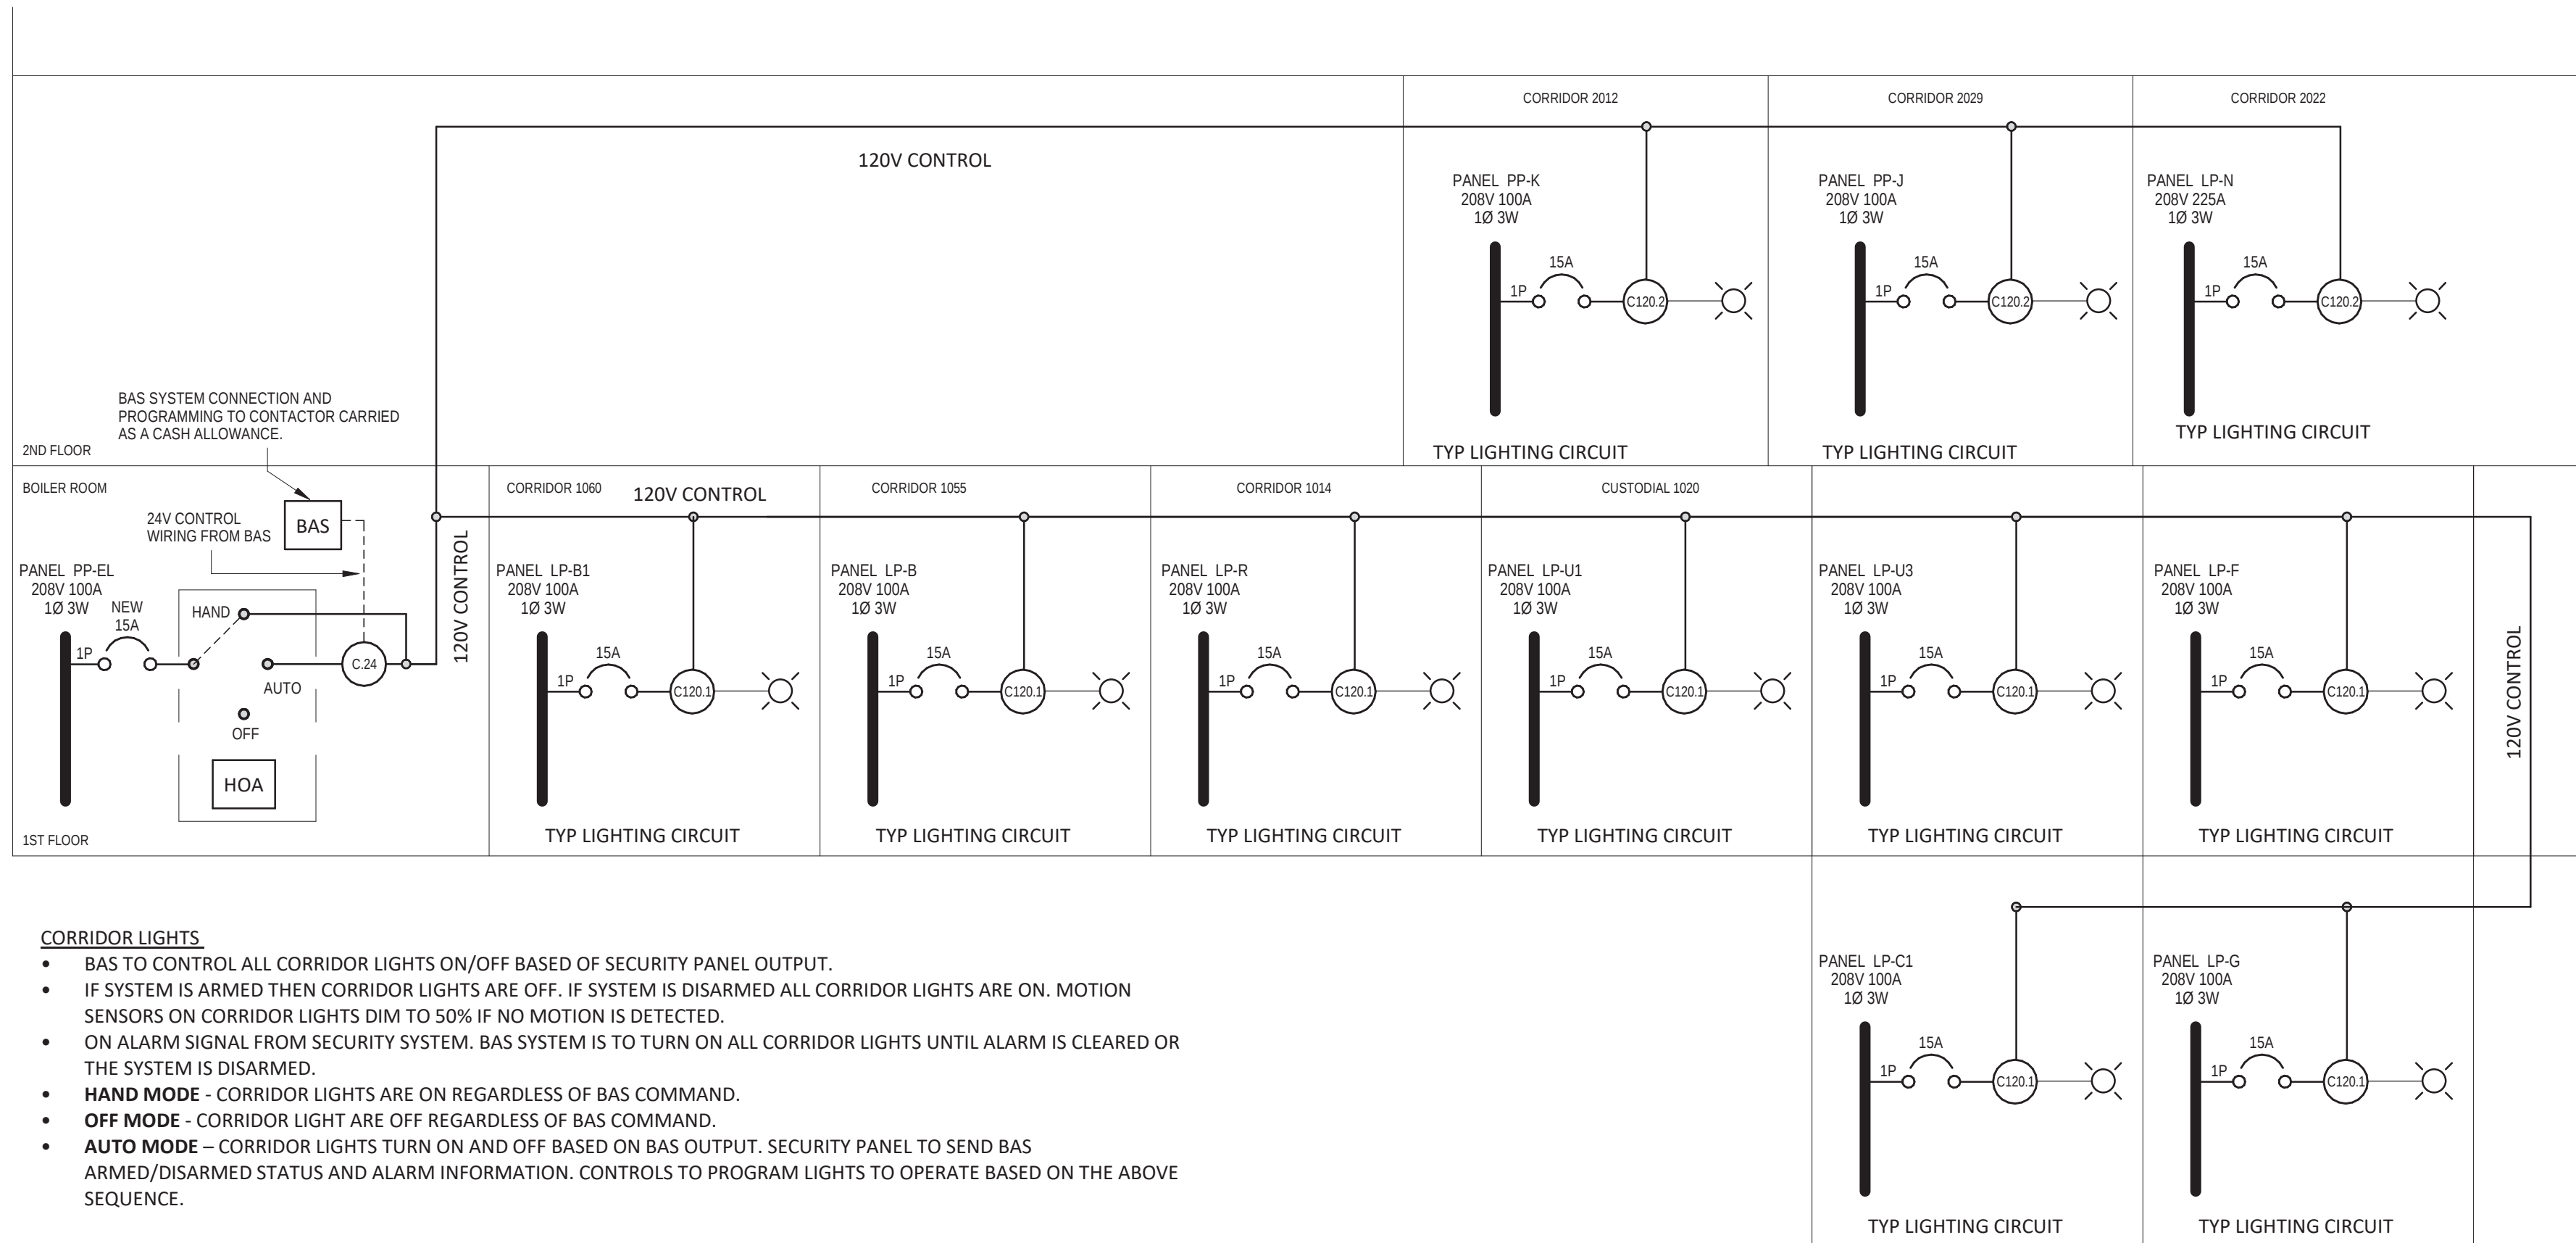 CORRIDOR 2012
CORRIDOR 2029
CORRIDOR 2022
120V CONTROL
PANEL PP-K
208V 100A
1Ø 3W
15A
1P
C120.2
TYP LIGHTING CIRCUIT
PANEL PP-J
208V 100A
1Ø 3W
15A
1P
C120.2
TYP LIGHTING CIRCUIT
PANEL LP-N
208V 225A
1Ø 3W
15A
1P
C120.2
TYP LIGHTING CIRCUIT
BAS SYSTEM CONNECTION AND
PROGRAMMING TO CONTACTOR CARRIED
AS A CASH ALLOWANCE.
2ND FLOOR
BOILER ROOM
24V CONTROL
WIRING FROM BAS
BAS
PANEL PP-EL
208V 100A
1Ø 3W
NEW
15A
1P
HAND
AUTO
OFF
HOA
C.24
120V CONTROL
1ST FLOOR
CORRIDOR 1060
120V CONTROL
PANEL LP-B1
208V 100A
1Ø 3W
15A
1P
C120.1
TYP LIGHTING CIRCUIT
CORRIDOR 1055
PANEL LP-B
208V 100A
1Ø 3W
15A
1P
C120.1
TYP LIGHTING CIRCUIT
CORRIDOR 1014
PANEL LP-R
208V 100A
1Ø 3W
15A
1P
C120.1
TYP LIGHTING CIRCUIT
CUSTODIAL 1020
PANEL LP-U1
208V 100A
1Ø 3W
15A
1P
C120.1
TYP LIGHTING CIRCUIT
PANEL LP-U3
208V 100A
1Ø 3W
15A
1P
C120.1
TYP LIGHTING CIRCUIT
PANEL LP-F
208V 100A
1Ø 3W
15A
1P
C120.1
TYP LIGHTING CIRCUIT
120V CONTROL
PANEL LP-C1
208V 100A
1Ø 3W
15A
1P
C120.1
TYP LIGHTING CIRCUIT
PANEL LP-G
208V 100A
1Ø 3W
15A
1P
C120.1
TYP LIGHTING CIRCUIT
CORRIDOR LIGHTS
• BAS TO CONTROL ALL CORRIDOR LIGHTS ON/OFF BASED OF SECURITY PANEL OUTPUT.
• IF SYSTEM IS ARMED THEN CORRIDOR LIGHTS ARE OFF. IF SYSTEM IS DISARMED ALL CORRIDOR LIGHTS ARE ON. MOTION
SENSORS ON CORRIDOR LIGHTS DIM TO 50% IF NO MOTION IS DETECTED.
• ON ALARM SIGNAL FROM SECURITY SYSTEM. BAS SYSTEM IS TO TURN ON ALL CORRIDOR LIGHTS UNTIL ALARM IS CLEARED OR
THE SYSTEM IS DISARMED.
• HAND MODE - CORRIDOR LIGHTS ARE ON REGARDLESS OF BAS COMMAND.
• OFF MODE - CORRIDOR LIGHT ARE OFF REGARDLESS OF BAS COMMAND.
• AUTO MODE – CORRIDOR LIGHTS TURN ON AND OFF BASED ON BAS OUTPUT. SECURITY PANEL TO SEND BAS
ARMED/DISARMED STATUS AND ALARM INFORMATION. CONTROLS TO PROGRAM LIGHTS TO OPERATE BASED ON THE ABOVE
SEQUENCE.